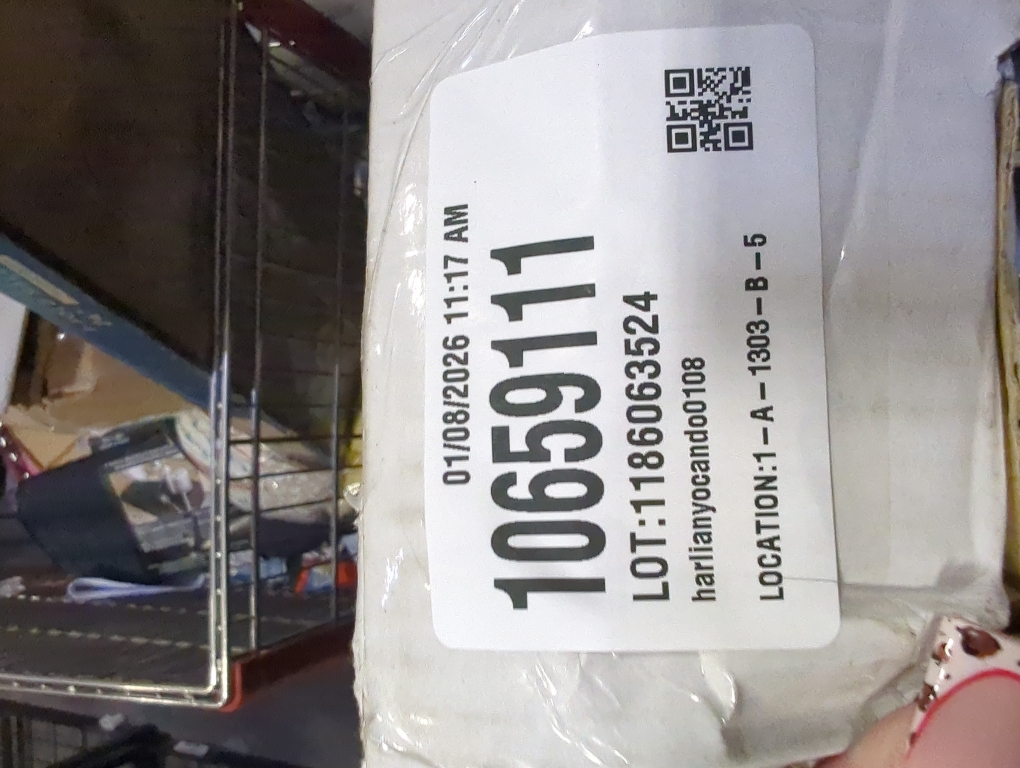 01/08/2026 11:17 AM
10659111
LOT:1186063524
harlianyocando0108
LOCATION:1-A-1303-B-5